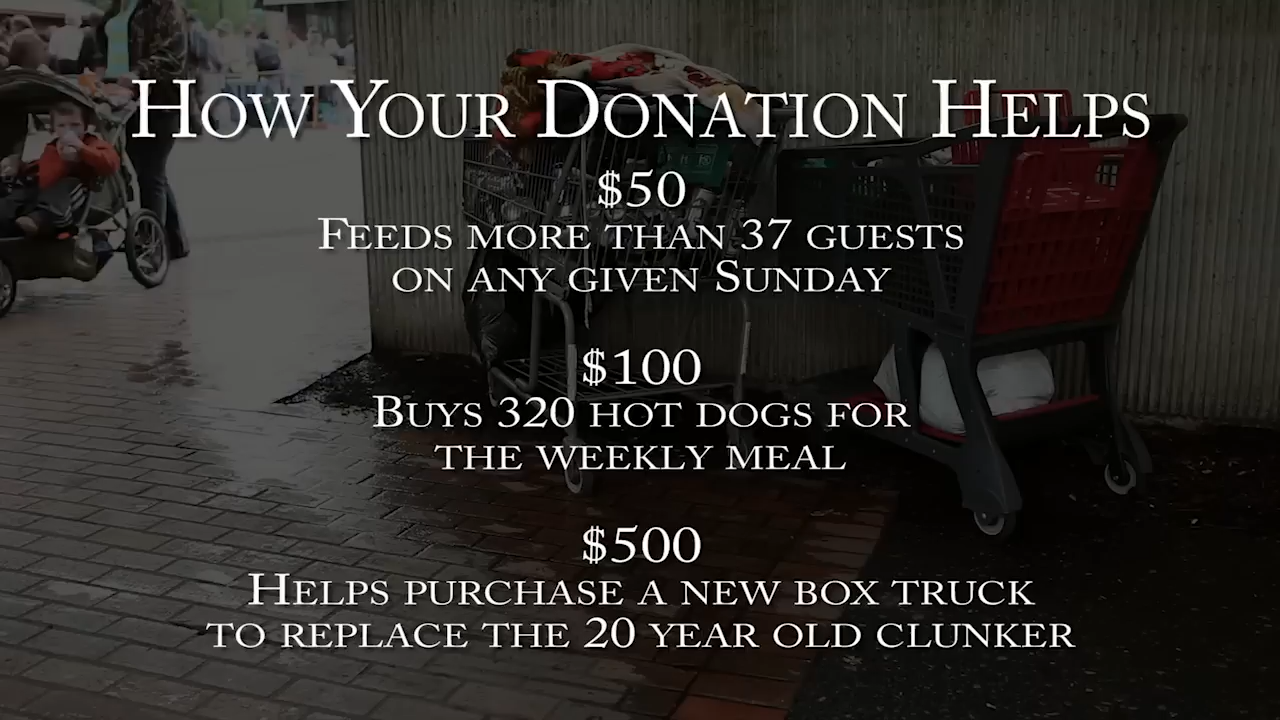 How Your Donation Helps
$50
Feeds more than 37 guests
on any given Sunday
$100
Buys 320 hot dogs for
the weekly meal
$500
Helps purchase a new box truck
to replace the 20 year old clunker